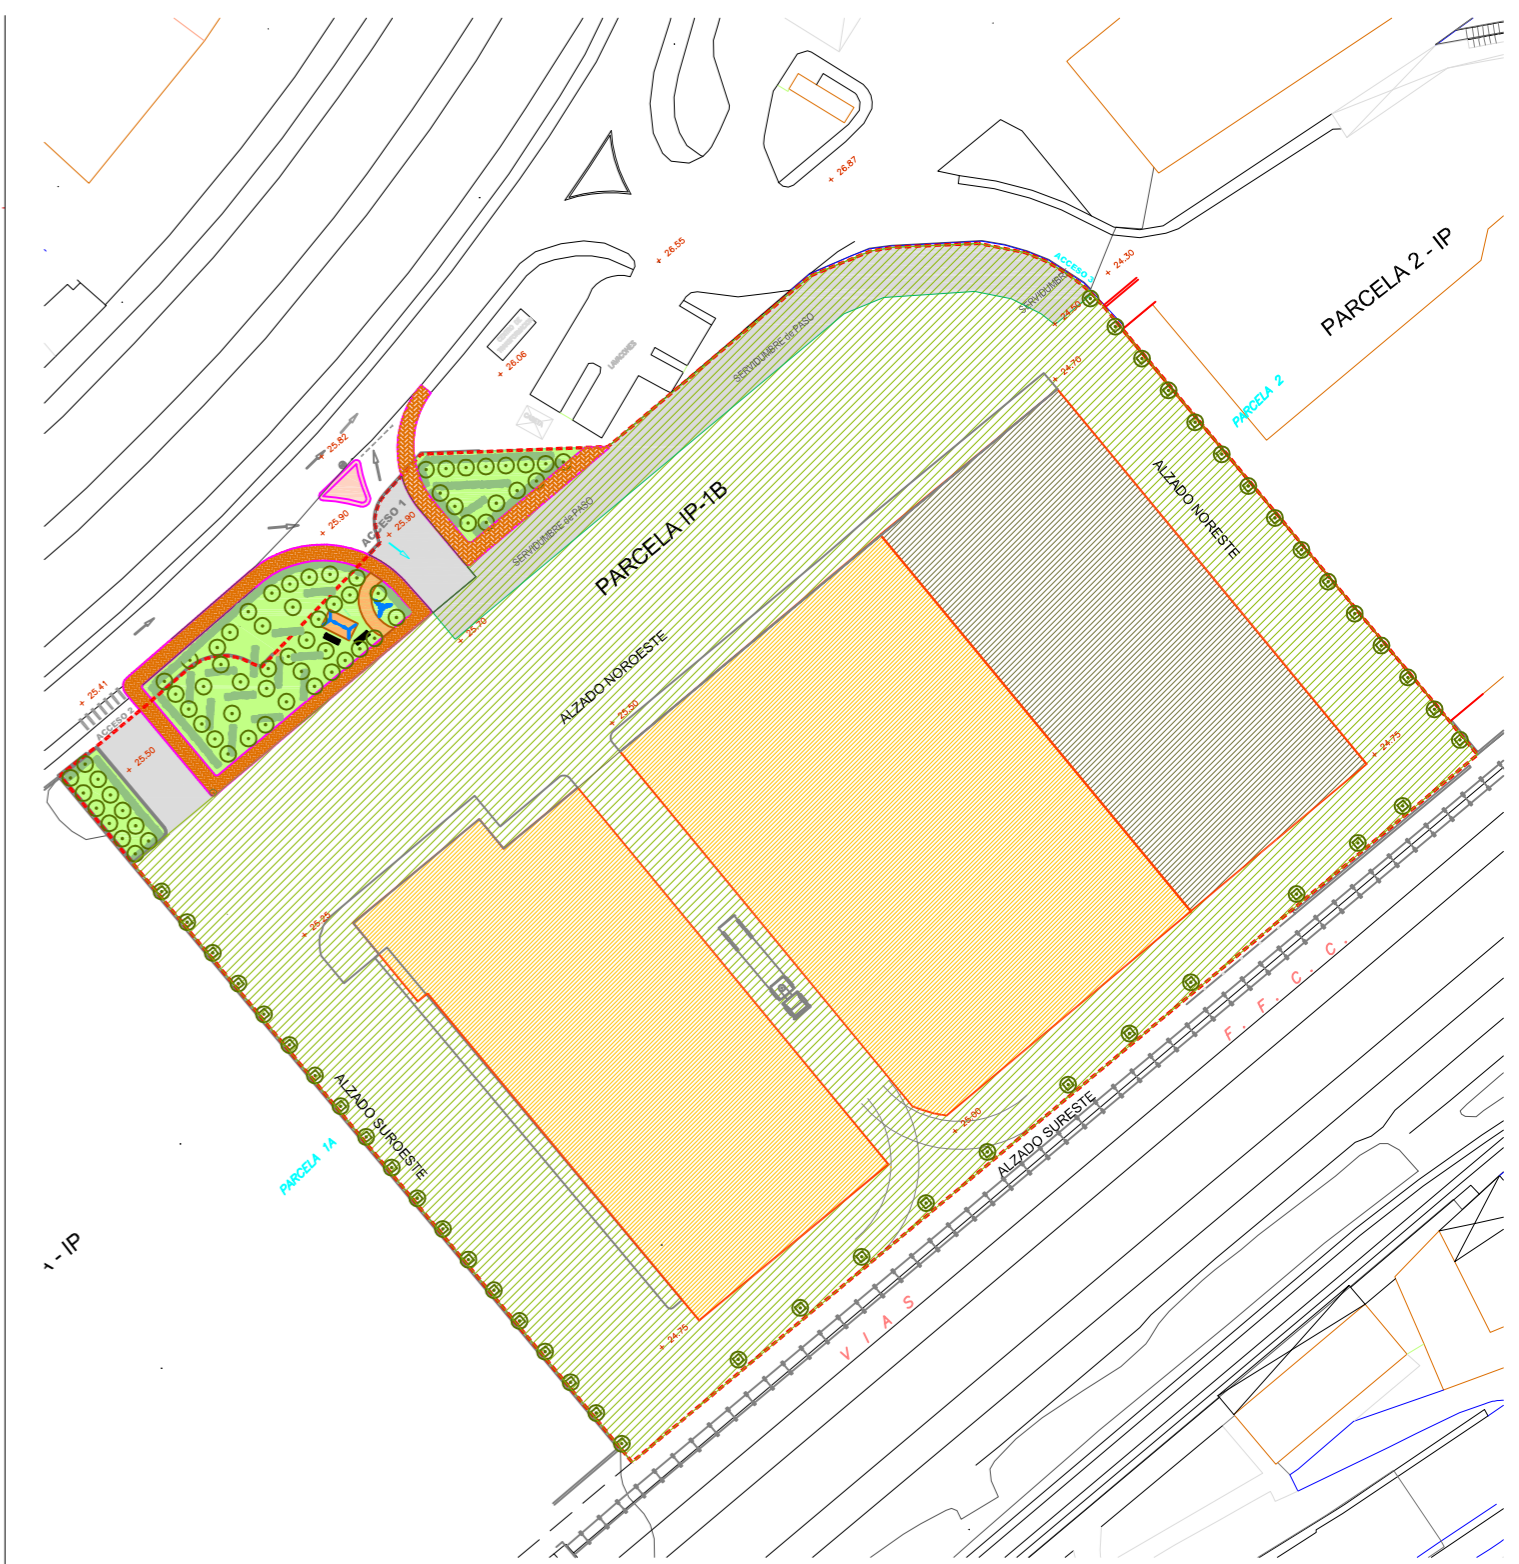 + 26.87
+ 26.55
PARCELA 2 - IP
ACCESO 3
+ 24.30
SERVIDUMBRE
+ 24.50
SERVIDUMBRE de PASO
LAVACOCHES
+ 26.06
+ 24.70
PARCELA 2
+ 25.82
ALZADO NORESTE
PARCELA IP-1B
+ 25.90
ACCESO 1
+ 25.90
SERVIDUMBRE de PASO
+ 25.70
ALZADO NOROESTE
+ 25.41
ACCESO 2
+ 25.50
+ 25.50
+ 24.75
+ 25.25
F. F. C. C.
ALZADO SUROESTE
PARCELA 1A
+ 25.00
ALZADO SURESTE
- IP
+ 24.75
V I A S